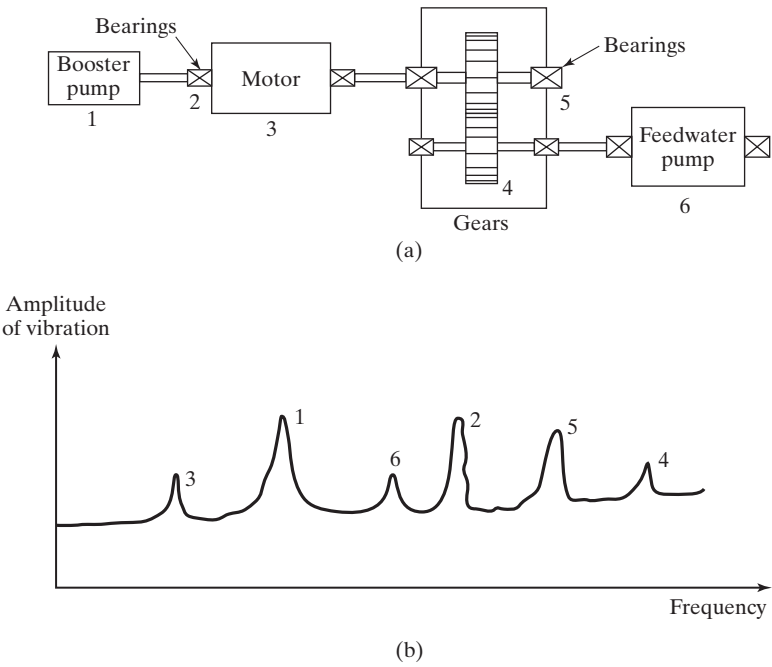 Bearings
Booster
pump
1
2
Motor
3
Bearings
5
4
Gears
Feedwater
pump
6
(a)
Amplitude
of vibration
3
1
6
2
5
4
Frequency
(b)